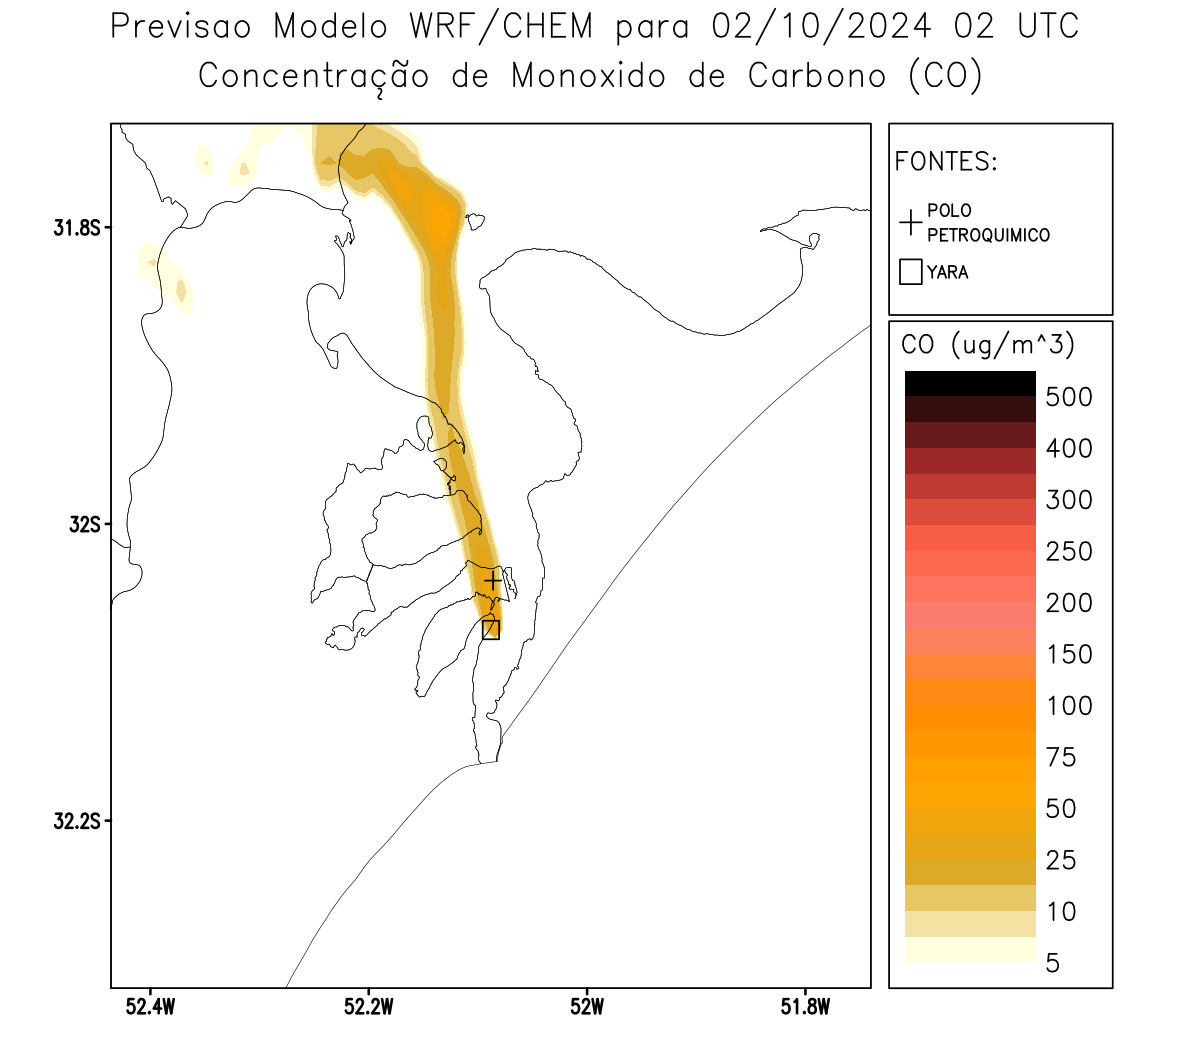 Previsao Modelo WRF/CHEM para 02/10/2024 02 UTC
Concentração de Monoxido de Carbono (CO)
FONTES:
POLO
PETROQUIMICO
YARA
CO (ug/m^3)
500
400
300
250
200
150
100
75
50
25
10
5
31.8S
32S
32.2S
52.4W
52.2W
52W
51.8W